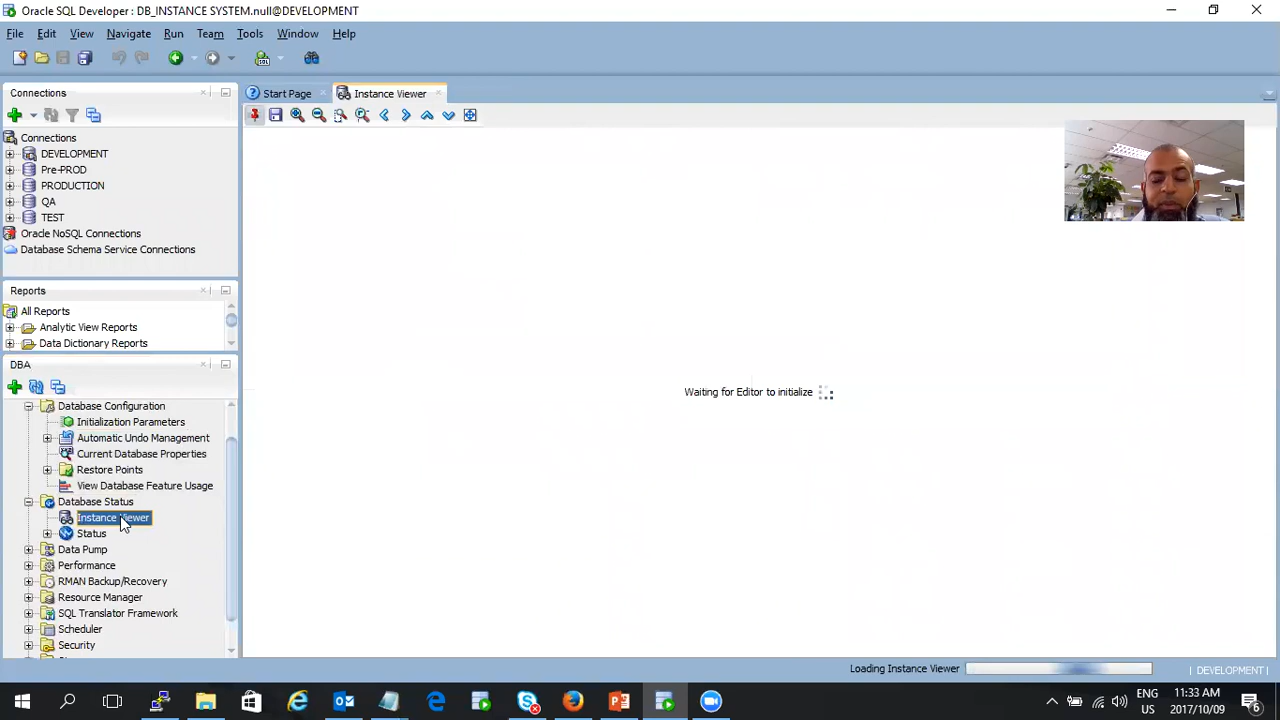 Oracle SQL Developer : DB_INSTANCE SYSTEM.null@DEVELOPMENT
File Edit View Navigate Run Team Tools Window Help
SQL
Connections
Start Page
Instance Viewer
Connections
DEVELOPMENT
Pre-PROD
PRODUCTION
QA
TEST
Oracle NoSQL Connections
Database Schema Service Connections
Reports
All Reports
Analytic View Reports
Data Dictionary Reports
DBA
Database Configuration
Initialization Parameters
Automatic Undo Management
Current Database Properties
Restore Points
View Database Feature Usage
Database Status
Instance Viewer
Status
Data Pump
Performance
RMAN Backup/Recovery
Resource Manager
SQL Translator Framework
Scheduler
Security
Waiting for Editor to initialize
Loading Instance Viewer
DEVELOPMENT
ENG
US
11:33 AM
2017/10/09
6